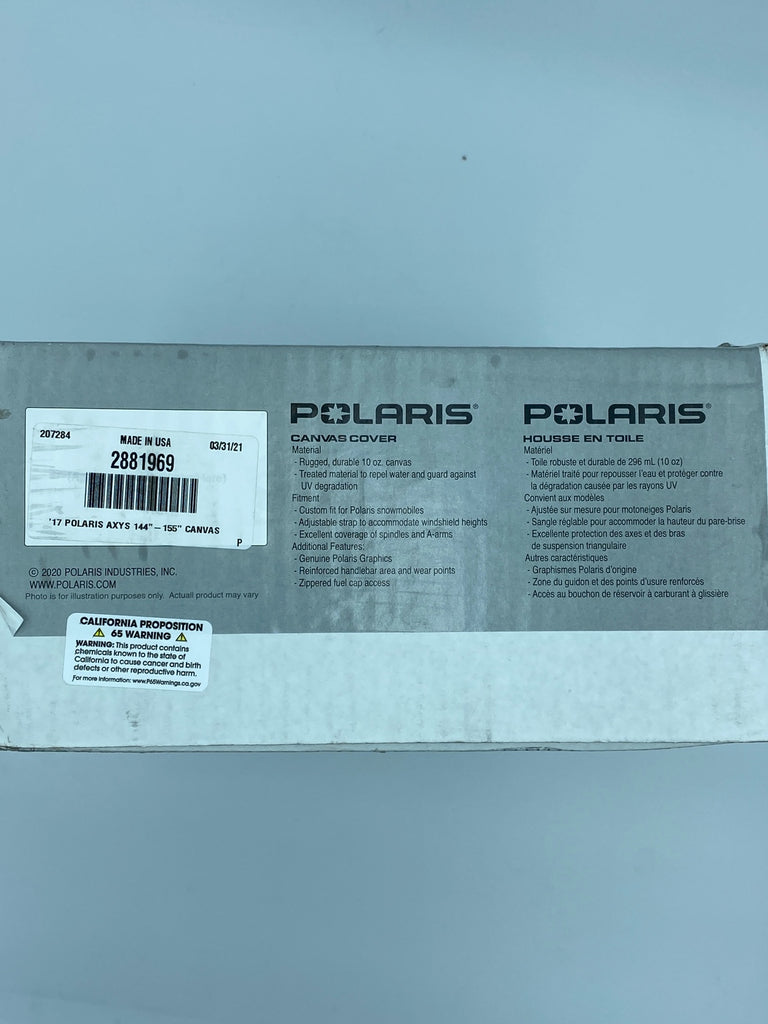 207284
MADE IN USA
03/31/21
2881969
'17 POLARIS AXYS 144"-155" CANVAS
P
© 2020 POLARIS INDUSTRIES, INC.
WWW.POLARIS.COM
Photo is for illustration purposes only. Actuall product may vary
CALIFORNIA PROPOSITION
65 WARNING
WARNING: This product contains
chemicals known to the state of
California to cause cancer and birth
defects or other reproductive harm.
For more information: www.P65Warnings.ca.gov
POLARIS®
CANVAS COVER
Material
- Rugged, durable 10 oz. canvas
- Treated material to repel water and guard against
UV degradation
Fitment
- Custom fit for Polaris snowmobiles
- Adjustable strap to accommodate windshield heights
- Excellent coverage of spindles and A-arms
Additional Features:
- Genuine Polaris Graphics
- Reinforced handlebar area and wear points
- Zippered fuel cap access
POLARIS®
HOUSSE EN TOILE
Matériel
- Toile robuste et durable de 296 mL (10 oz)
- Matériel traité pour repousser l'eau et protéger contre
la dégradation causée par les rayons UV
Convient aux modèles
- Ajustée sur mesure pour motoneiges Polaris
- Sangle réglable pour accommoder la hauteur du pare-brise
- Excellente protection des axes et des bras
de suspension triangulaire
Autres caractéristiques
- Graphismes Polaris d'origine
- Zone du guidon et des points d'usure renforcés
- Accès au bouchon de réservoir à carburant à glissière